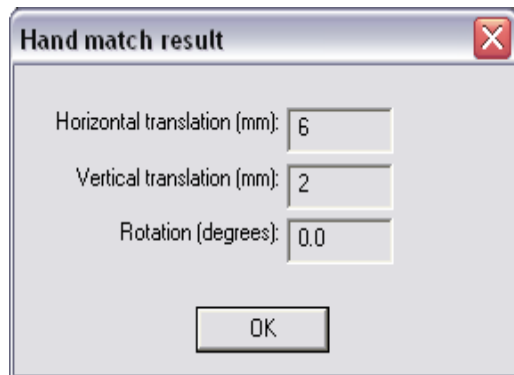 Hand match result
Horizontal translation (mm): 6
Vertical translation (mm): 2
Rotation (degrees): 0.0
OK